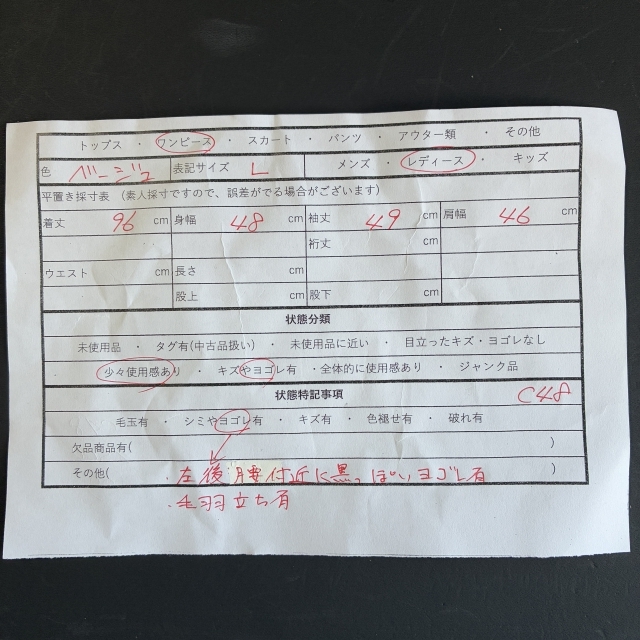 トップス ・ ワンピース ・ スカート ・ パンツ ・ アウター類 ・ その他
色 ベージュ 表記サイズ L メンズ ・ レディース ・ キッズ
平置き採寸表 (素人採寸ですので、誤差がでる場合がございます)
着丈 96 cm 身幅 48 cm 袖丈 49 cm 肩幅 46 cm
裄丈 cm
ウエスト cm 長さ cm
股上 cm 股下 cm
状態分類
未使用品 ・ タグ有(中古品扱い) ・ 未使用品に近い ・ 目立ったキズ・ヨゴレなし
少々使用感あり ・ キズやヨゴレ有 ・全体的に使用感あり ・ ジャンク品
状態特記事項 C48
毛玉有 ・ シミやヨゴレ有 ・ キズ有 ・ 色褪せ有 ・ 破れ有
欠品商品有( )
その他( ・左後腰付近に黒っぽいヨゴレ有 )
・毛羽立ち有